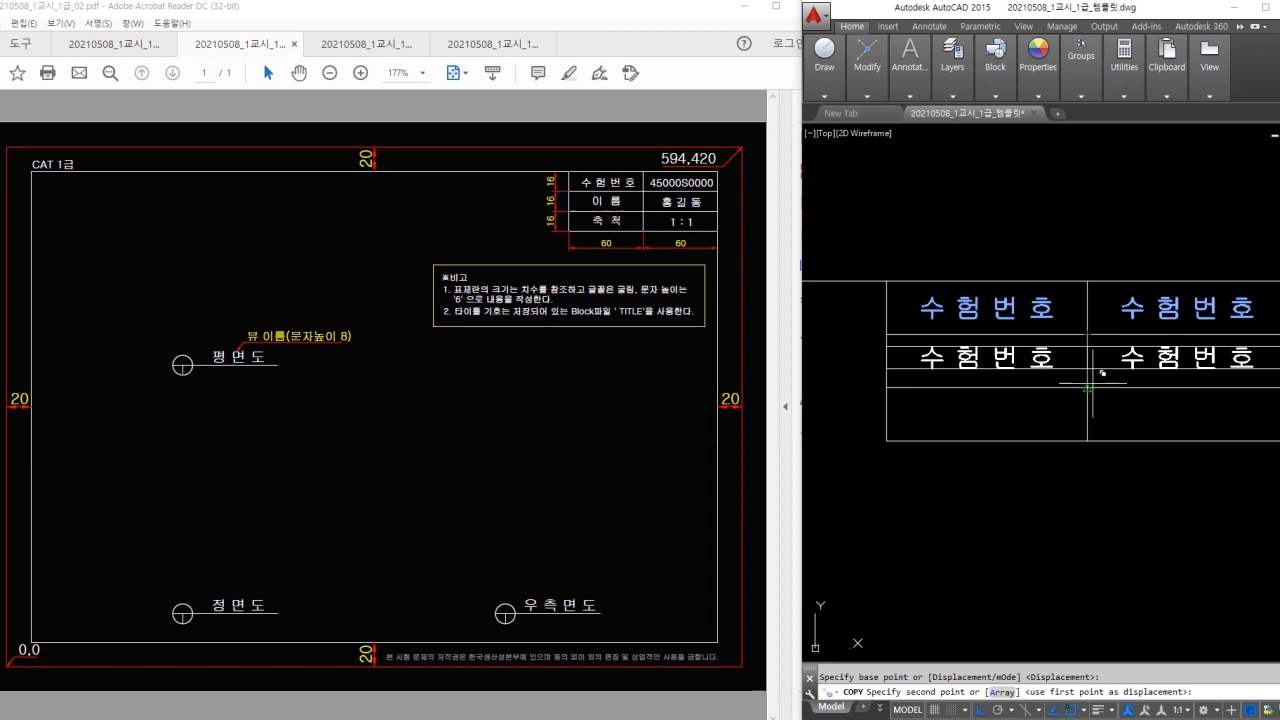 210508_1교시_1급_02.pdf - Adobe Acrobat Reader DC (32-bit)
편집(E) 보기(V) 서명(S) 창(W) 도움말(H)
도구 20210508_1교시_1... 20210508_1교시_1... 20210508_1교시_1... 20210508_1교시_1... 로그인
1 / 1 177%
CAT 1급
20
594,420
16 수 험 번 호 45000S0000
16 이 름 홍 길 동
16 축 척 1 : 1
60 60
※비고
1. 표제란의 크기는 치수를 참조하고 글꼴은 굴림, 문자 높이는
'6' 으로 내용을 작성한다.
2. 타이틀 기호는 저장되어 있는 Block파일 ' TITLE'을 사용한다.
뷰 이름(문자높이 8)
평 면 도
20 20
정 면 도
우 측 면 도
0,0
20
본 시험 문제의 저작권은 한국생산성본부에 있으며 동의 없이 임의 편집 및 상업적인 사용을 금합니다.
Autodesk AutoCAD 2015 20210508_1교시_1급_템플릿.dwg
Home Insert Annotate Parametric View Manage Output Add-ins Autodesk 360
Draw Modify Annotat... Layers Block Properties Groups Utilities Clipboard View
New Tab 20210508_1교시_1급_템플릿*
[−][Top][2D Wireframe]
수 험 번 호 수 험 번 호
수 험 번 호 수 험 번 호
Y
X
Specify base point or [Displacement/mOde] <Displacement>:
COPY Specify second point or [Array] <use first point as displacement>:
Model
MODEL 1:1